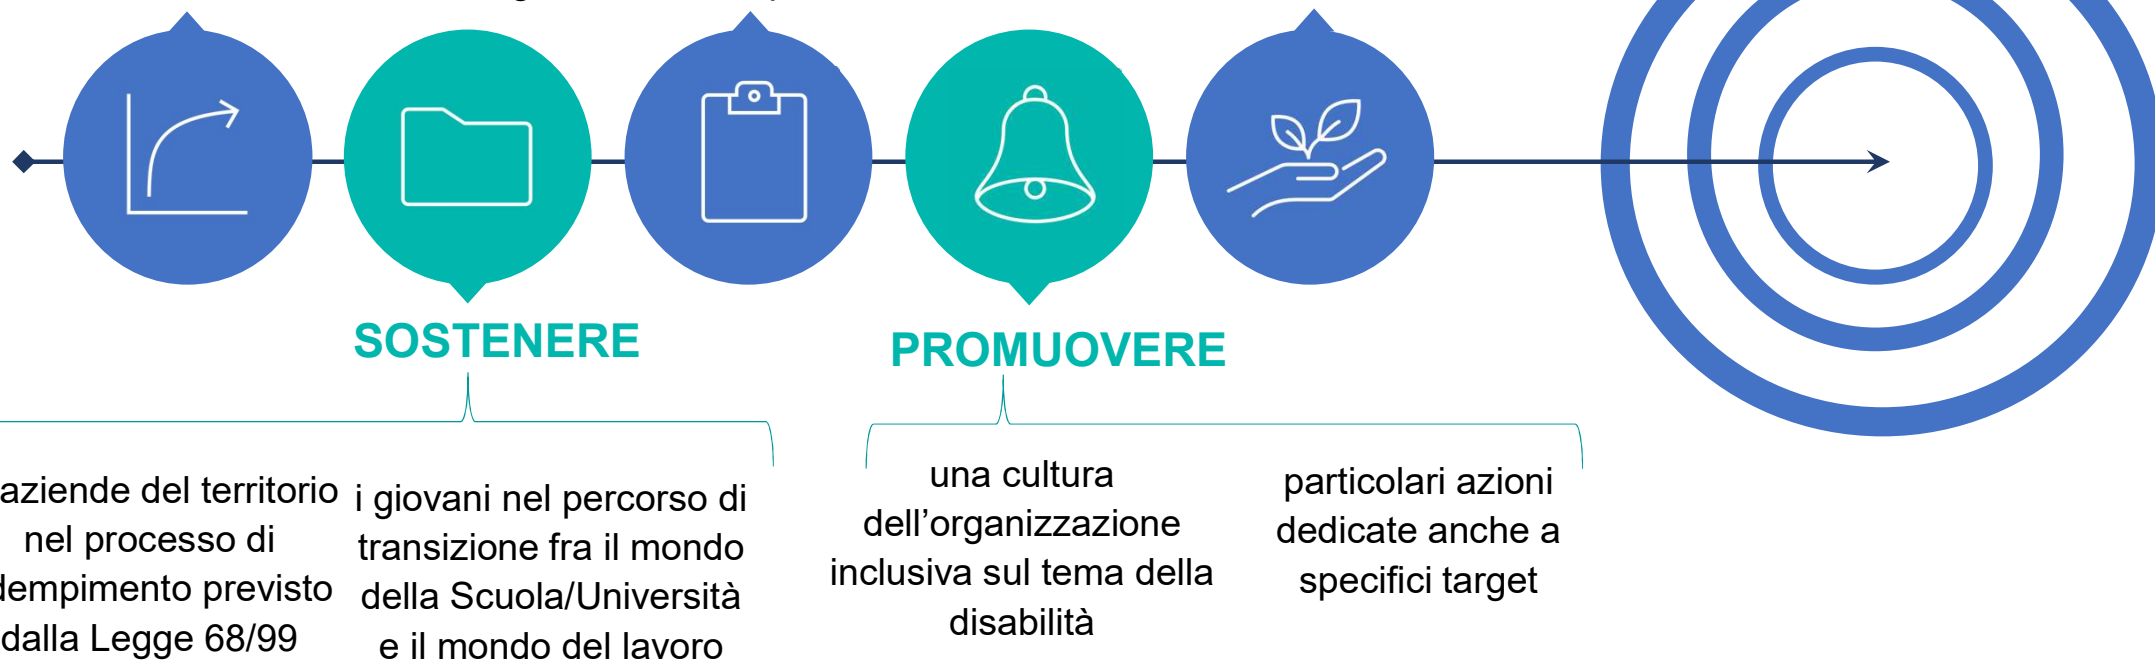 SOSTENERE
PROMUOVERE
aziende del territorio
nel processo di
dempimento previsto
dalla Legge 68/99
i giovani nel percorso di
transizione fra il mondo
della Scuola/Università
e il mondo del lavoro
una cultura
dell’organizzazione
inclusiva sul tema della
disabilità
particolari azioni
dedicate anche a
specifici target